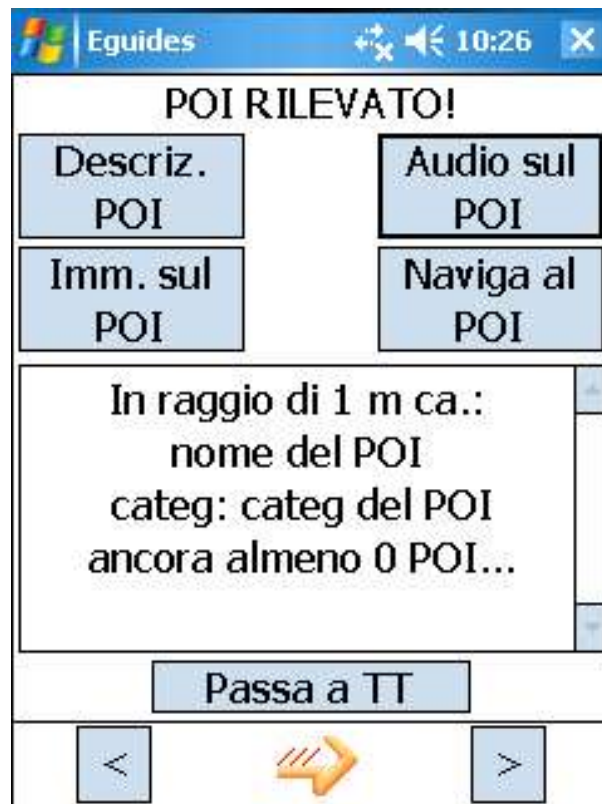 Eguides 10:26
POI RILEVATO!
Descriz.
POI
Audio sul
POI
Imm. sul
POI
Naviga al
POI
In raggio di 1 m ca.:
nome del POI
categ: categ del POI
ancora almeno 0 POI...
Passa a TT
< >